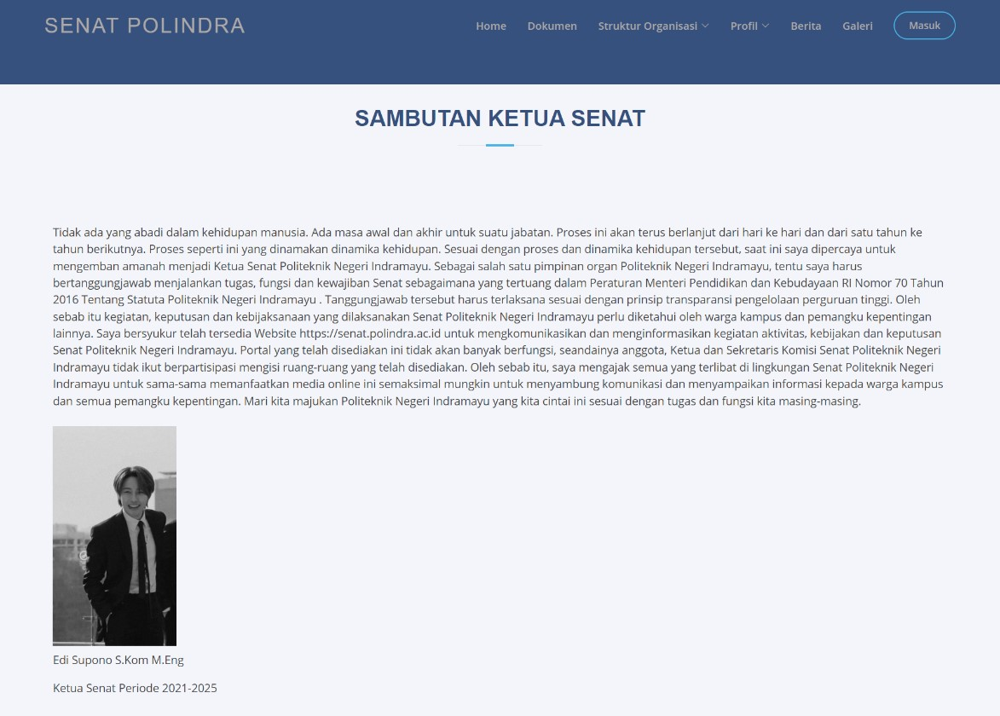 SENAT POLINDRA
Home Dokumen Struktur Organisasi Profil Berita Galeri Masuk
SAMBUTAN KETUA SENAT
Tidak ada yang abadi dalam kehidupan manusia. Ada masa awal dan akhir untuk suatu jabatan. Proses ini akan terus berlanjut dari hari ke hari dan dari satu tahun ke
tahun berikutnya. Proses seperti ini yang dinamakan dinamika kehidupan. Sesuai dengan proses dan dinamika kehidupan tersebut, saat ini saya dipercaya untuk
mengemban amanah menjadi Ketua Senat Politeknik Negeri Indramayu. Sebagai salah satu pimpinan organ Politeknik Negeri Indramayu, tentu saya harus
bertanggungjawab menjalankan tugas, fungsi dan kewajiban Senat sebagaimana yang tertuang dalam Peraturan Menteri Pendidikan dan Kebudayaan RI Nomor 70 Tahun
2016 Tentang Statuta Politeknik Negeri Indramayu . Tanggungjawab tersebut harus terlaksana sesuai dengan prinsip transparansi pengelolaan perguruan tinggi. Oleh
sebab itu kegiatan, keputusan dan kebijaksanaan yang dilaksanakan Senat Politeknik Negeri Indramayu perlu diketahui oleh warga kampus dan pemangku kepentingan
lainnya. Saya bersyukur telah tersedia Website https://senat.polindra.ac.id untuk mengkomunikasikan dan menginformasikan kegiatan aktivitas, kebijakan dan keputusan
Senat Politeknik Negeri Indramayu. Portal yang telah disediakan ini tidak akan banyak berfungsi, seandainya anggota, Ketua dan Sekretaris Komisi Senat Politeknik Negeri
Indramayu tidak ikut berpartisipasi mengisi ruang-ruang yang telah disediakan. Oleh sebab itu, saya mengajak semua yang terlibat di lingkungan Senat Politeknik Negeri
Indramayu untuk sama-sama memanfaatkan media online ini semaksimal mungkin untuk menyambung komunikasi dan menyampaikan informasi kepada warga kampus
dan semua pemangku kepentingan. Mari kita majukan Politeknik Negeri Indramayu yang kita cintai ini sesuai dengan tugas dan fungsi kita masing-masing.
Edi Supono S.Kom M.Eng
Ketua Senat Periode 2021-2025